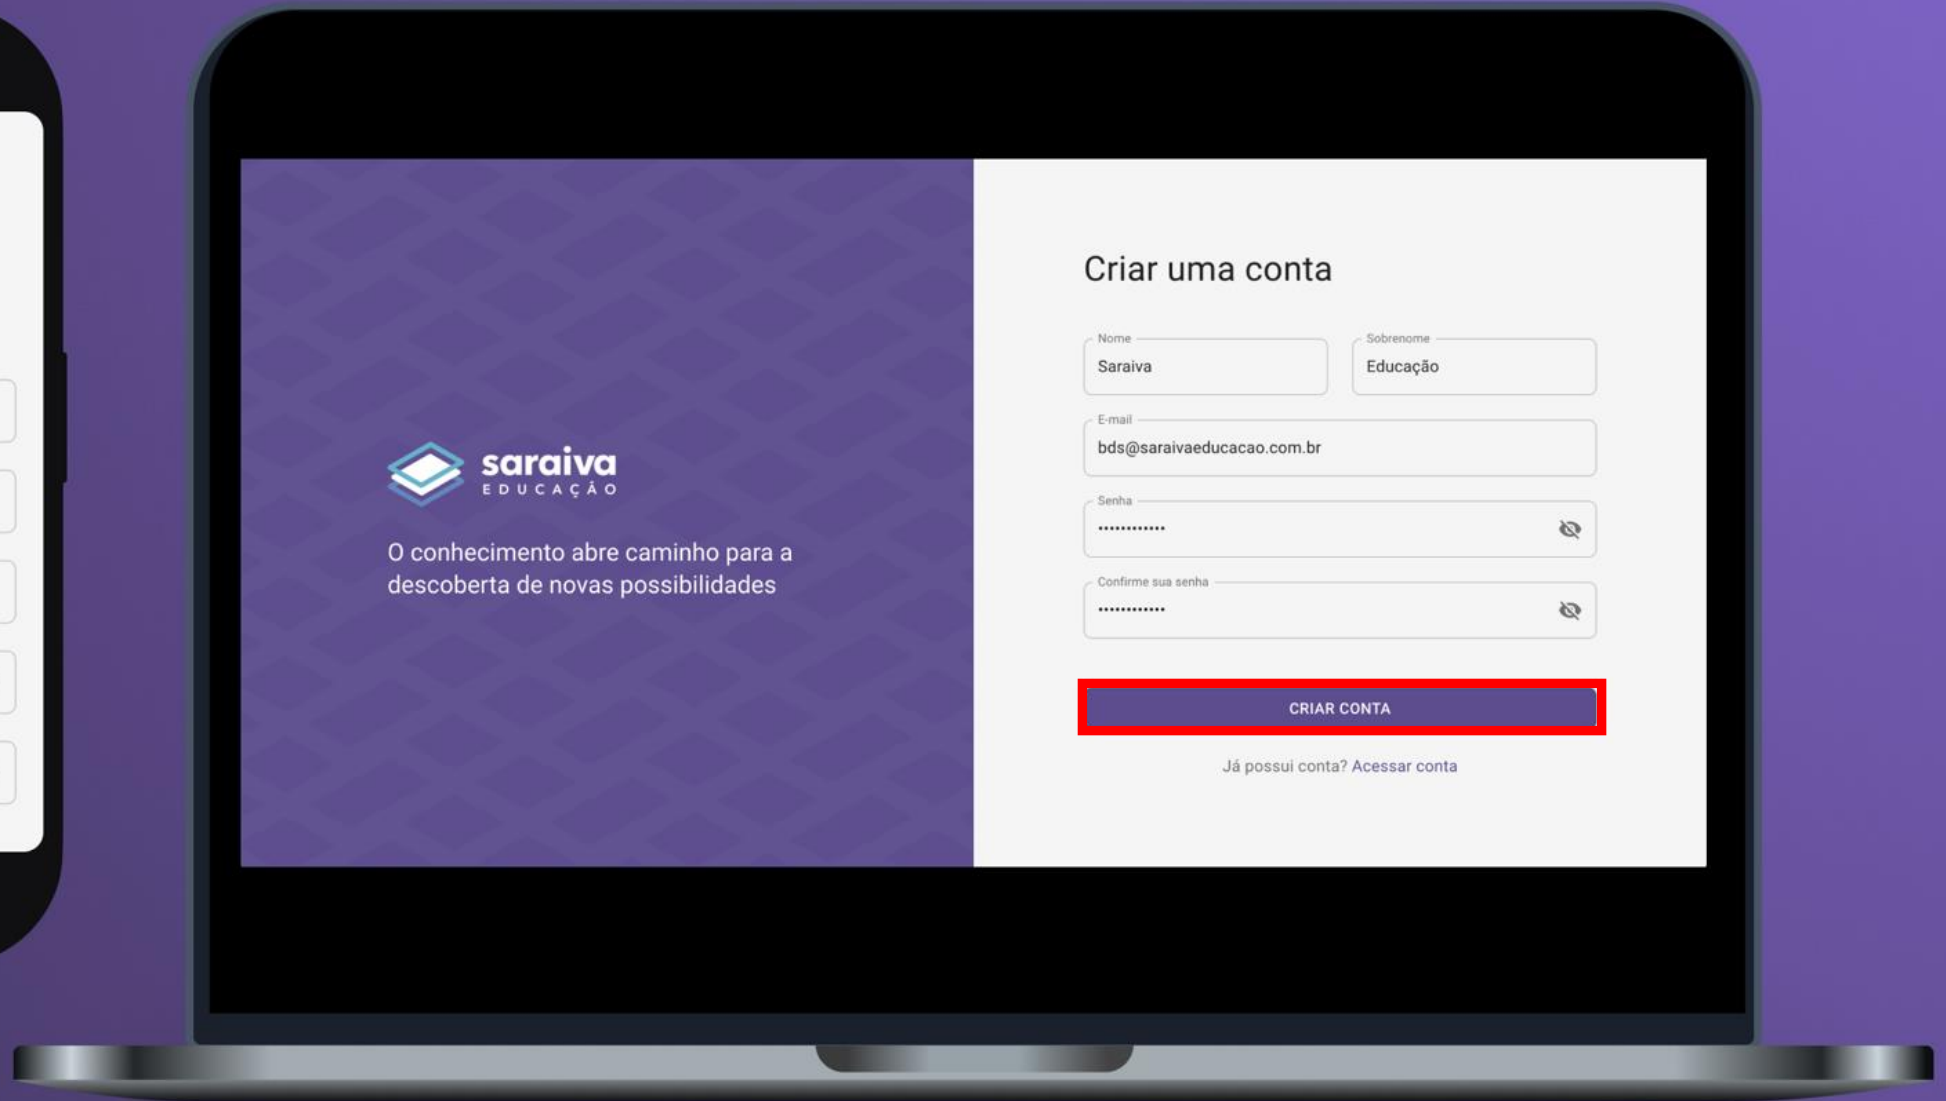 saraiva
EDUCAÇÃO
O conhecimento abre caminho para a
descoberta de novas possibilidades
Criar uma conta
Nome
Saraiva
Sobrenome
Educação
E-mail
bds@saraivaeducacao.com.br
Senha
••••••••••••
Confirme sua senha
••••••••••••
CRIAR CONTA
Já possui conta? Acessar conta